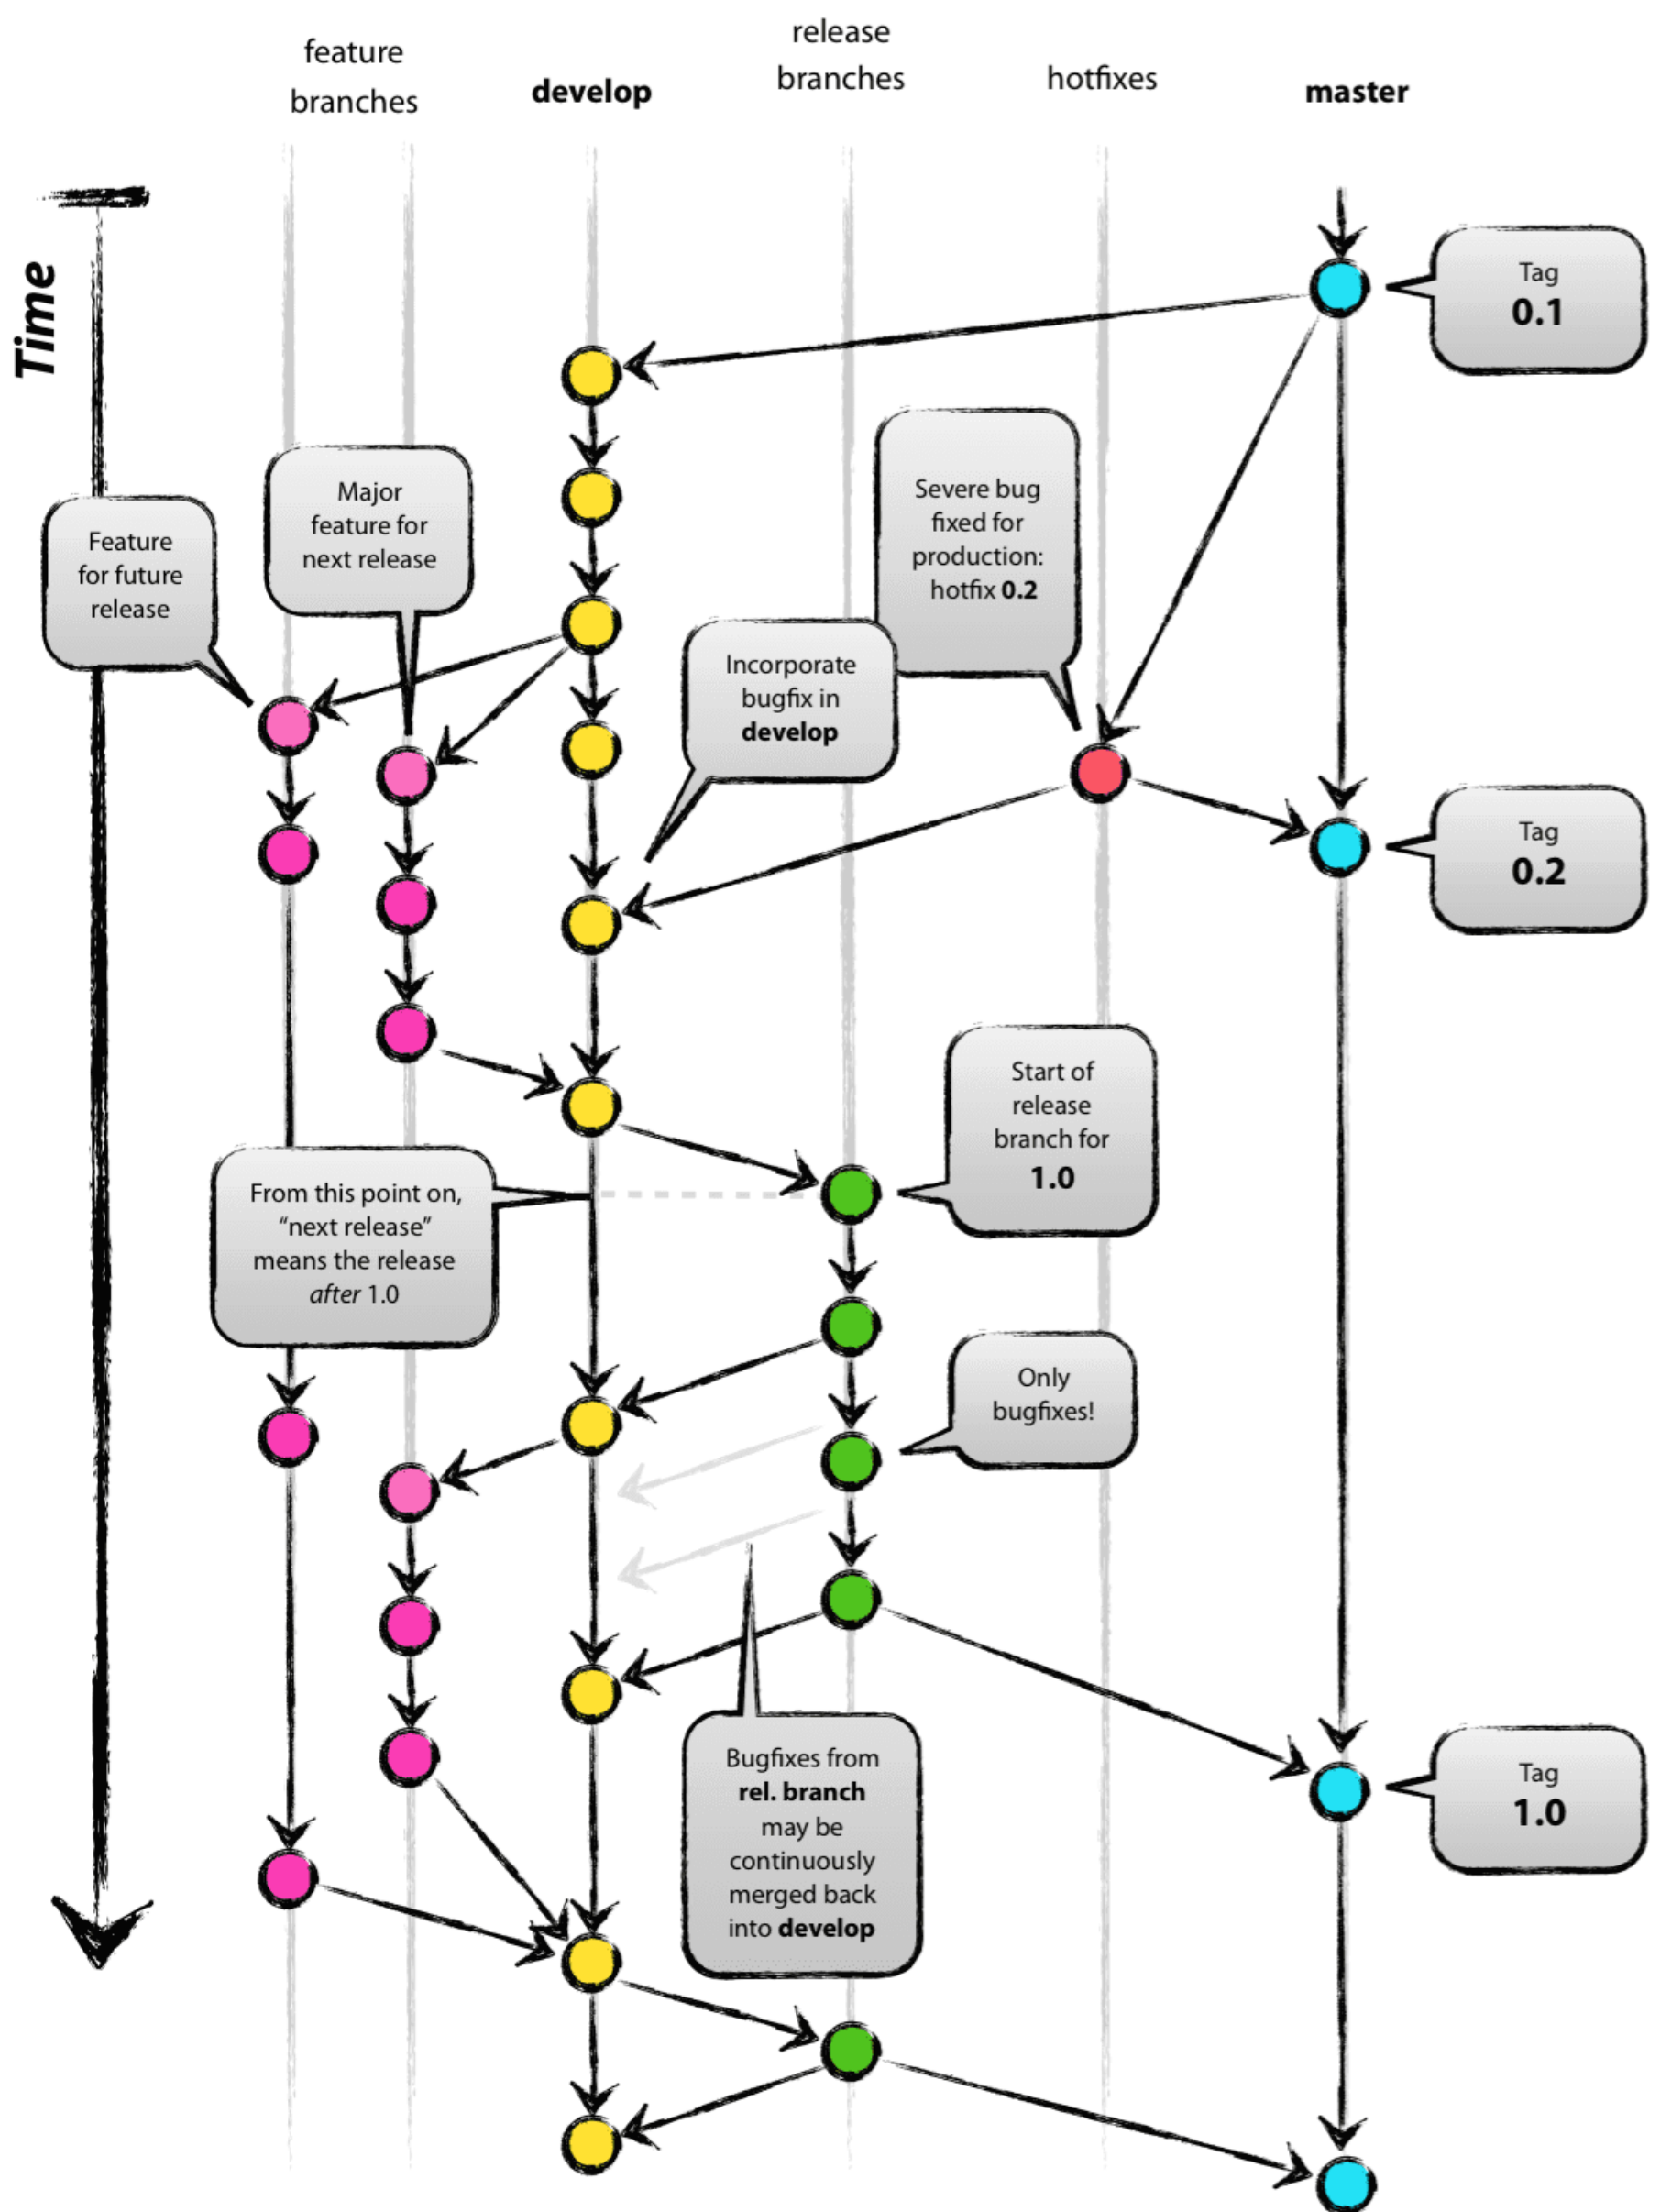 feature
branches
develop
release
branches
hotfixes
master
Time
Tag
0.1
Major
feature for
next release
Feature
for future
release
Severe bug
fixed for
production:
hotfix 0.2
Incorporate
bugfix in
develop
Tag
0.2
Start of
release
branch for
1.0
From this point on,
“next release”
means the release
after 1.0
Only
bugfixes!
Bugfixes from
rel. branch
may be
continuously
merged back
into develop
Tag
1.0